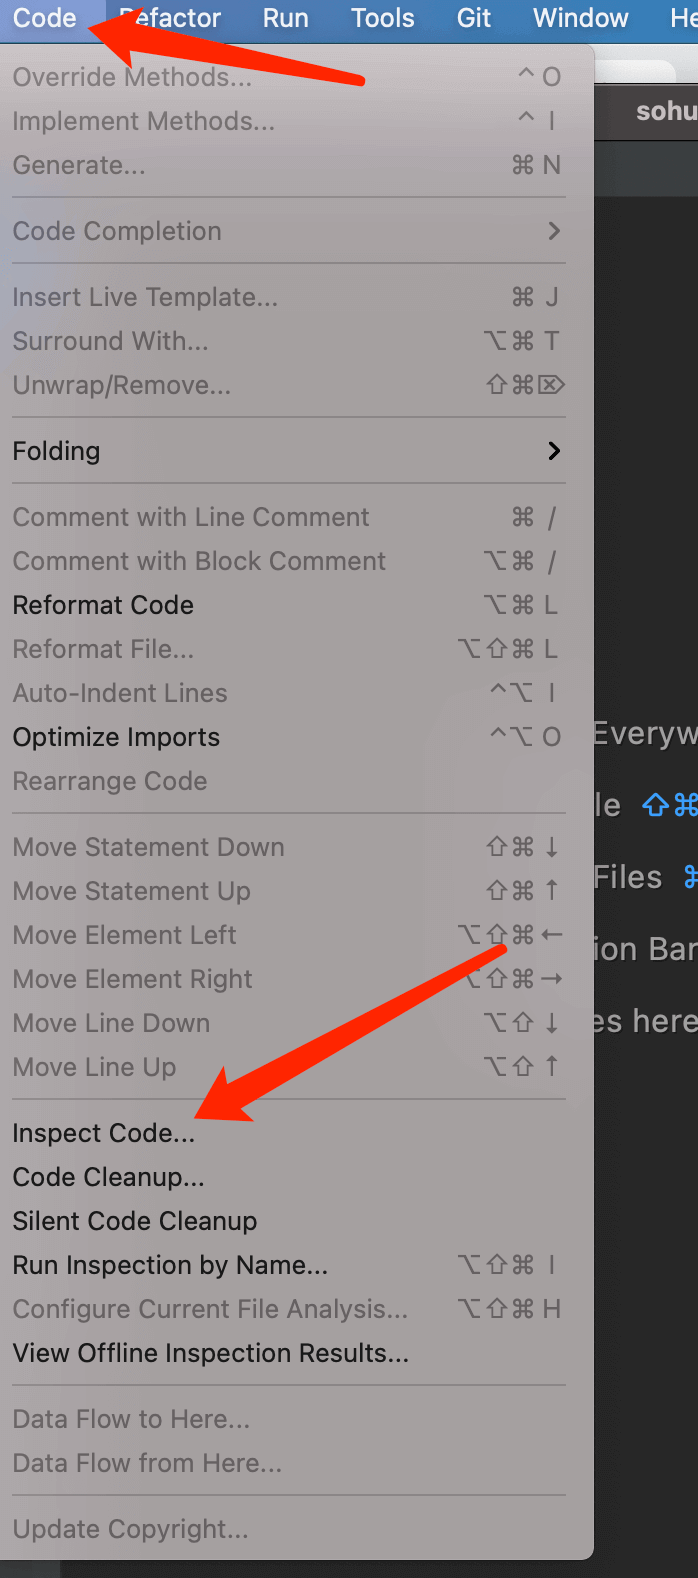 Code Refactor Run Tools Git Window
Override Methods... ⌃ O
Implement Methods... ⌃ I
Generate... ⌘ N
sohu
Code Completion
Insert Live Template... ⌘ J
Surround With... ⌥⌘ T
Unwrap/Remove... ⇧⌘⌦
Folding
Comment with Line Comment ⌘ /
Comment with Block Comment ⌥⌘ /
Reformat Code ⌥⌘ L
Reformat File... ⌥⇧⌘ L
Auto-Indent Lines ⌃⌥ I
Optimize Imports ⌃⌥ O
Everyw
Rearrange Code
le ⇧⌘
Move Statement Down ⇧⌘ ↓
Move Statement Up ⇧⌘ ↑
Files ⌘
Move Element Left ⌥⇧⌘ ←
ion Bar
Move Element Right ⌥⇧⌘ →
Move Line Down ⌥⇧ ↓
es here
Move Line Up ⌥⇧ ↑
Inspect Code...
Code Cleanup...
Silent Code Cleanup
Run Inspection by Name... ⌥⇧⌘ I
Configure Current File Analysis... ⌥⇧⌘ H
View Offline Inspection Results...
Data Flow to Here...
Data Flow from Here...
Update Copyright...